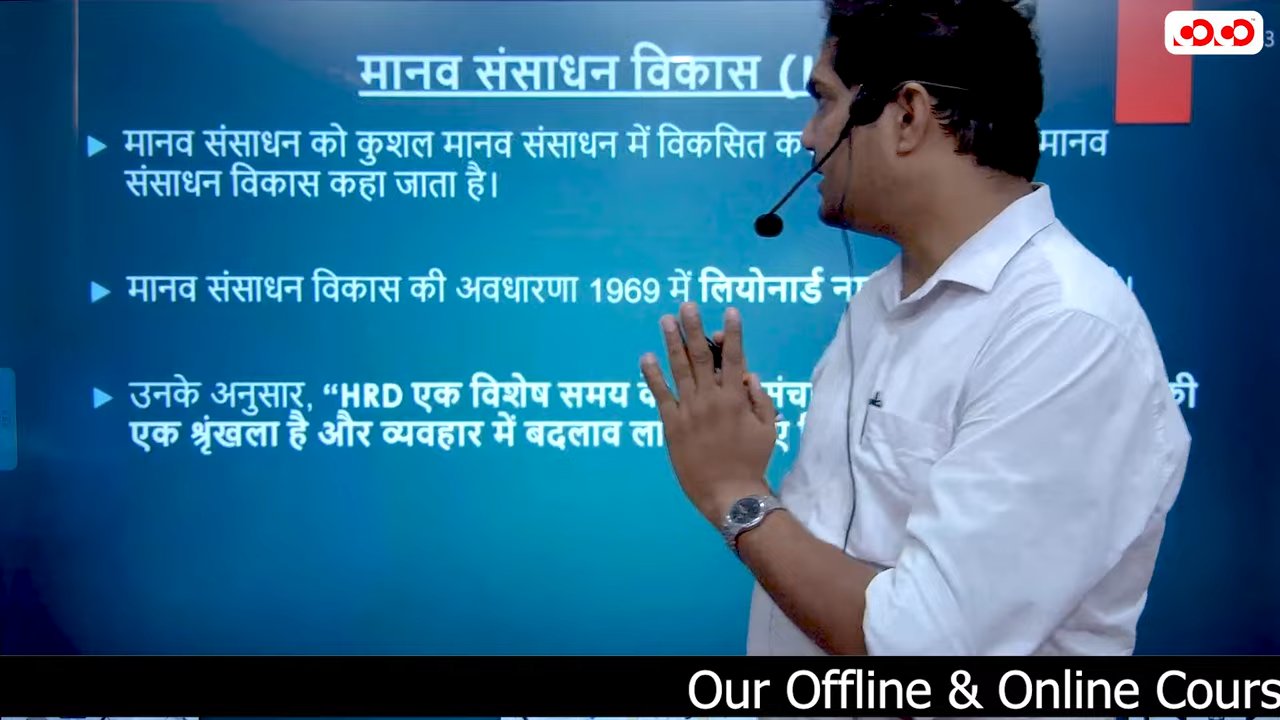 मानव संसाधन विकास (
मानव संसाधन को कुशल मानव संसाधन में विकसित मानव
संसाधन विकास कहा जाता है।
मानव संसाधन विकास की अवधारणा 1969 में लियोनार्ड
उनके अनुसार, “HRD एक विशेष समय की
एक श्रृंखला है और व्यवहार में बदलाव
Our Offline & Online